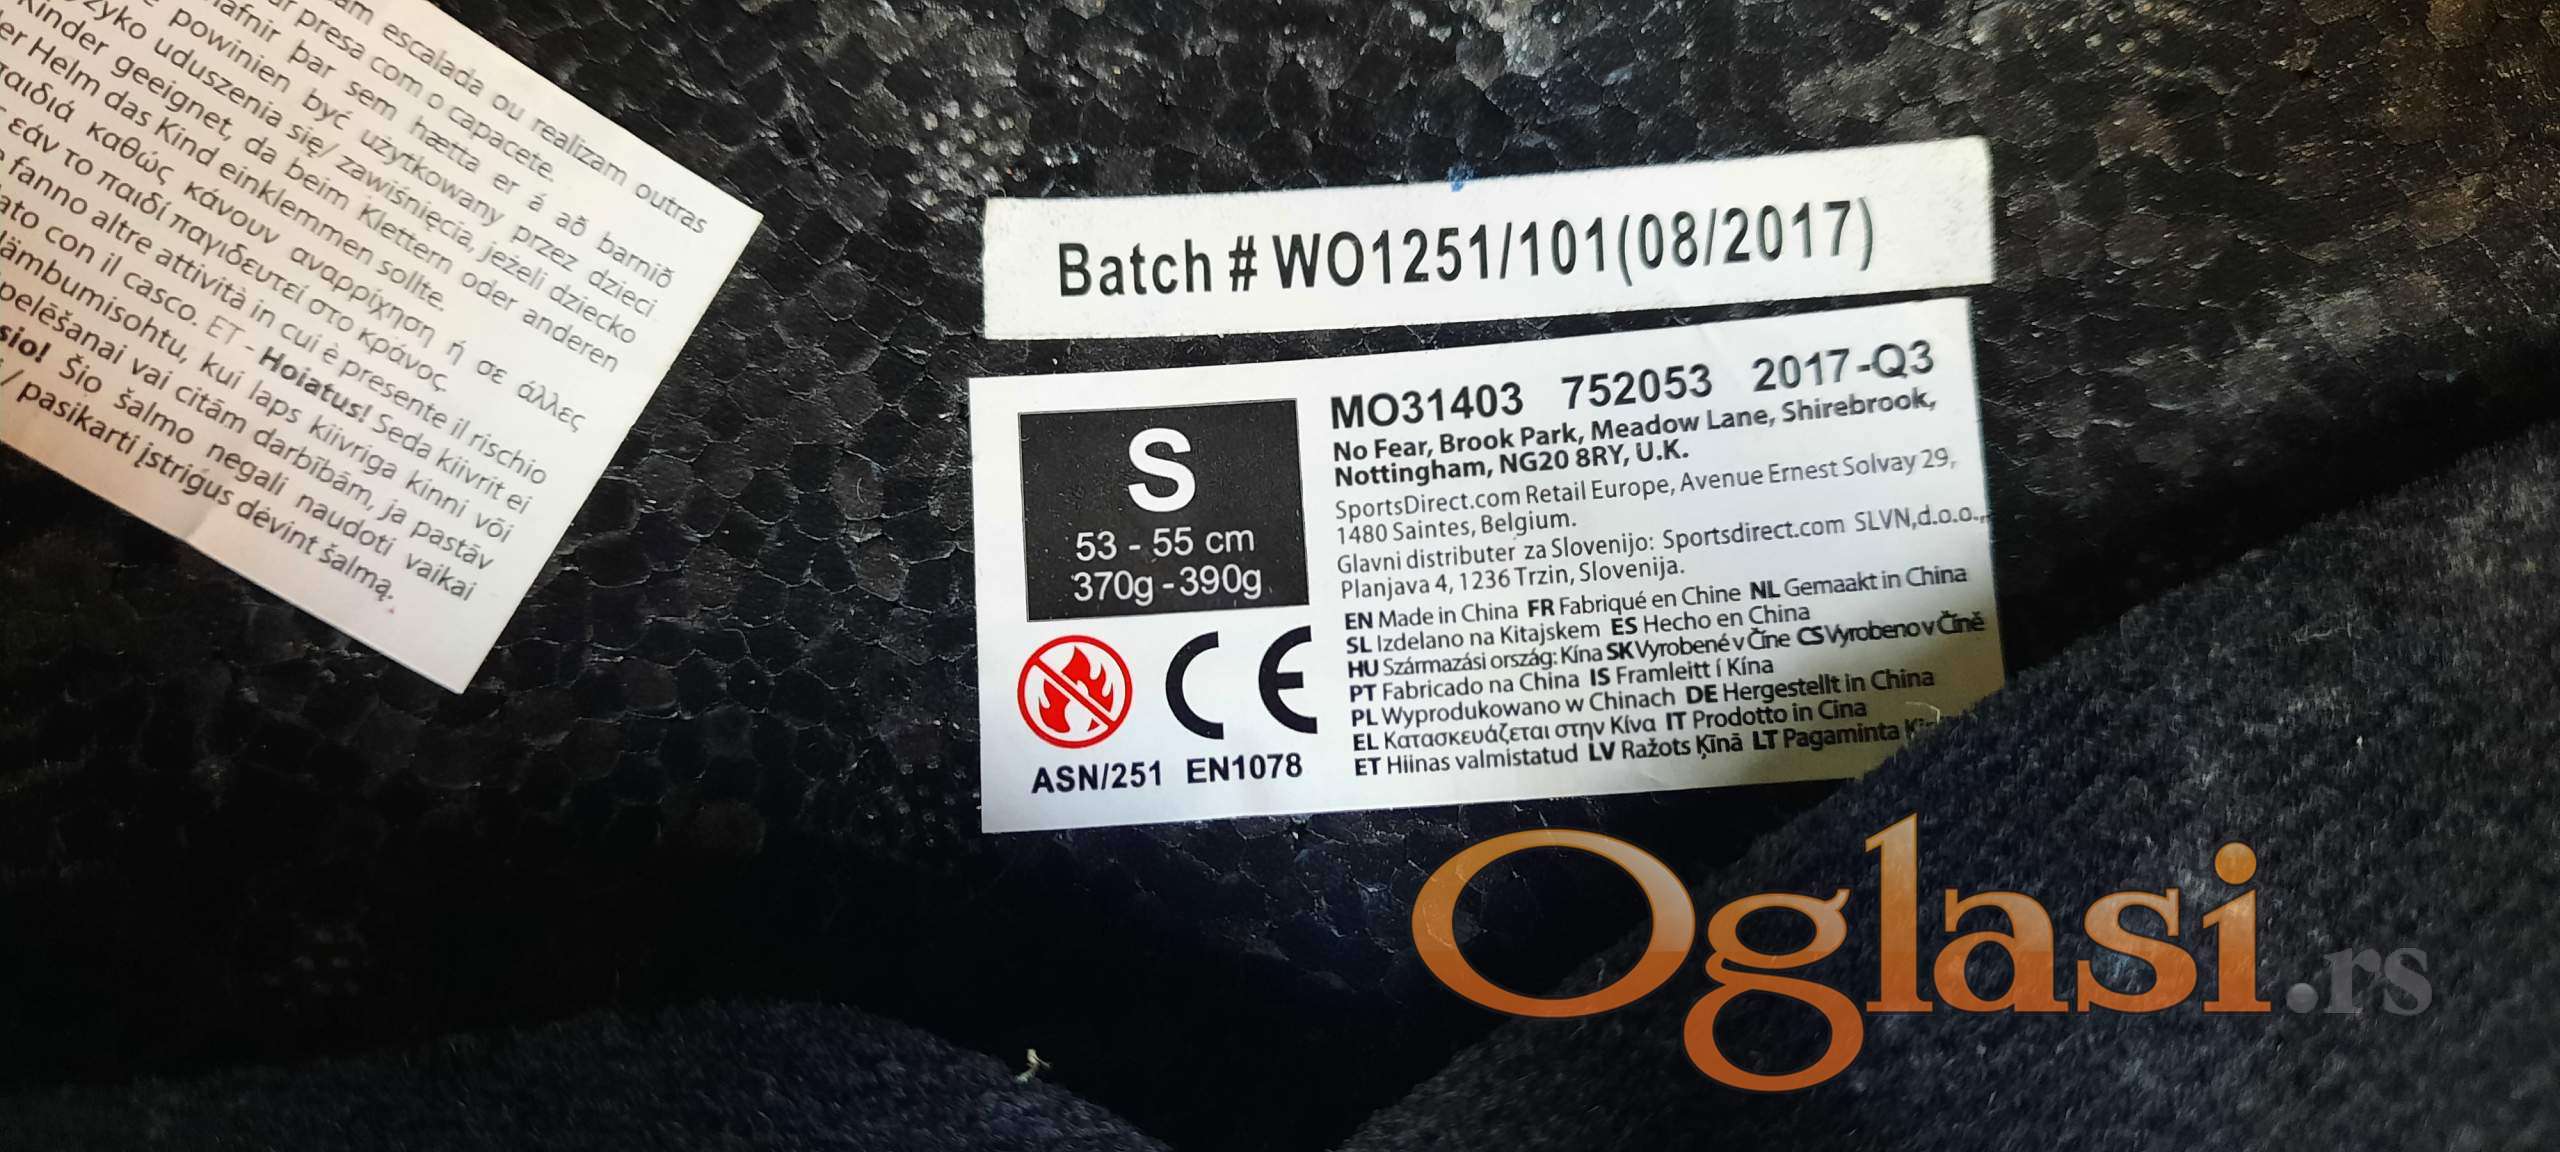 am escalada ou realizam outras
presa com o capacete.
þar sem hætta er á að barnið
powinien być użytkowany przez dzieci
uduszenia się/ zawiśnięcia, jeżeli dziecko
Kinder geeignet, da beim Klettern oder anderen
Helm das Kind einklemmen sollte.
καθώς κάνουν αναρρίχηση ή σε άλλες
εάν το παιδί παγιδευτεί στο κράνος.
fanno altre attività in cui è presente il rischio
con il casco. ET - Hoiatus! Seda kiivrit ei
kui laps kiivriga kinni või
vai citām darbībām, ja pastāv
Šio šalmo negali naudoti vaikai
/ pasikarti įstrigus dėvint šalmą.
Batch # WO1251/101(08/2017)
S
53 - 55 cm
370g - 390g
ASN/251 EN1078
MO31403 752053 2017-Q3
No Fear, Brook Park, Meadow Lane, Shirebrook,
Nottingham, NG20 8RY, U.K.
SportsDirect.com Retail Europe, Avenue Ernest Solvay 29,
1480 Saintes, Belgium.
Glavni distributer za Slovenijo: Sportsdirect.com SLVN,d.o.o.,
Planjava 4, 1236 Trzin, Slovenija.
EN Made in China FR Fabriqué en Chine NL Gemaakt in China
SL Izdelano na Kitajskem ES Hecho en China
HU Származási ország: Kína SK Vyrobené v Číne CS Vyrobeno v Číně
PT Fabricado na China IS Framleitt í Kína
PL Wyprodukowano w Chinach DE Hergestellt in China
EL Κατασκευάζεται στην Κίνα IT Prodotto in Cina
ET Hiinas valmistatud LV Ražots Ķīnā LT Pagaminta
CE
Oglasi.rs